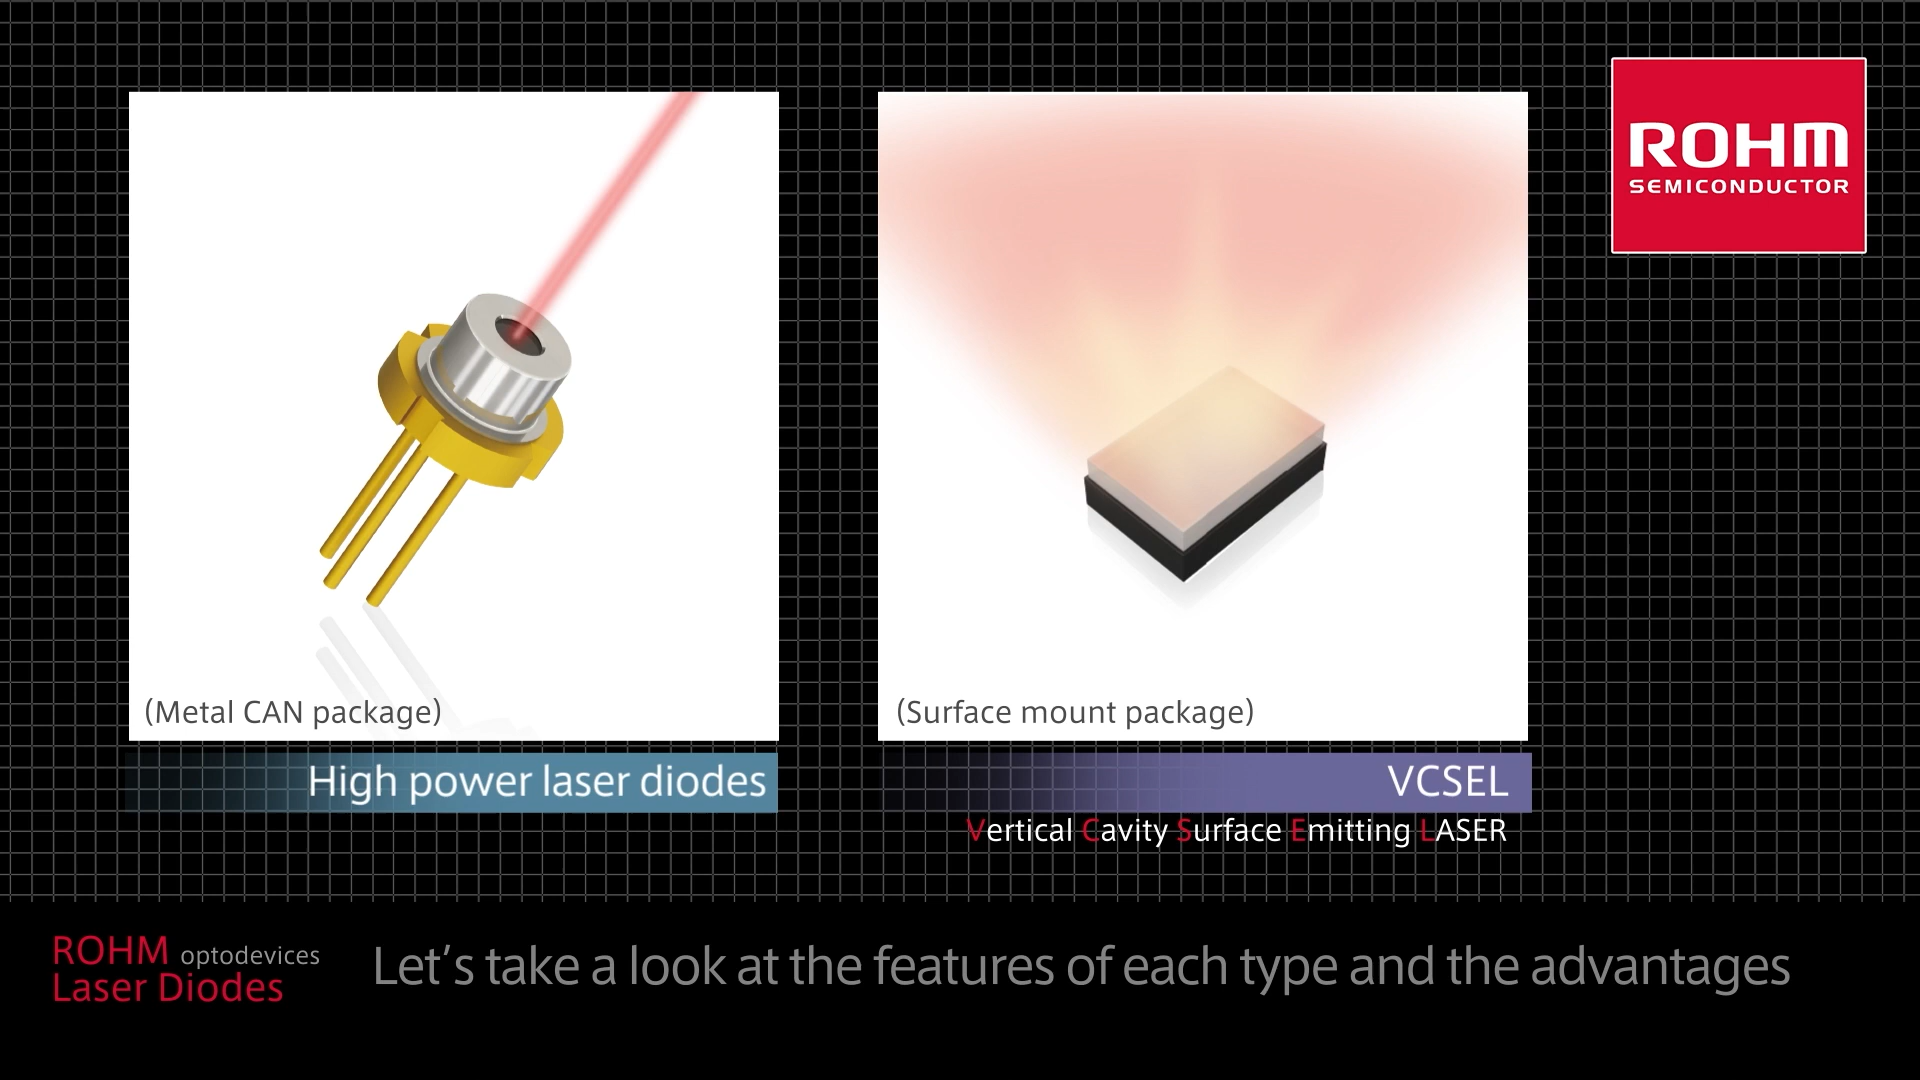 ROHM
SEMICONDUCTOR
(Metal CAN package)
(Surface mount package)
High power laser diodes
VCSEL
Vertical Cavity Surface Emitting LASER
ROHM optodevices
Laser Diodes
Let’s take a look at the features of each type and the advantages